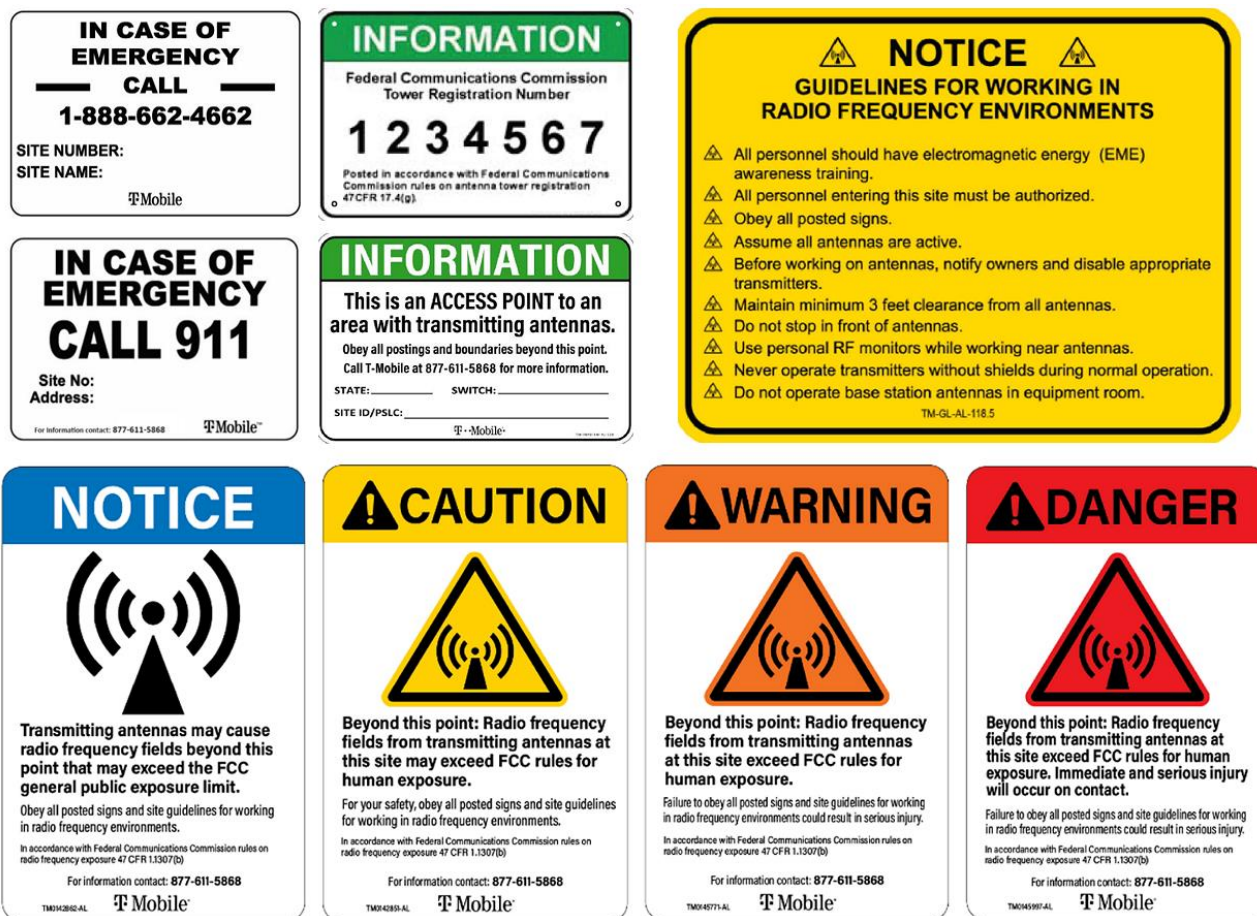 IN CASE OF
EMERGENCY
CALL
1-888-662-4662
SITE NUMBER:
SITE NAME:
T Mobile
INFORMATION
Federal Communications Commission
Tower Registration Number
1 2 3 4 5 6 7
Posted in accordance with Federal Communications
Commission rules on antenna tower registration
47CFR 17.4(g).
NOTICE
GUIDELINES FOR WORKING IN
RADIO FREQUENCY ENVIRONMENTS
All personnel should have electromagnetic energy (EME)
awareness training.
All personnel entering this site must be authorized.
Obey all posted signs.
Assume all antennas are active.
Before working on antennas, notify owners and disable appropriate
transmitters.
Maintain minimum 3 feet clearance from all antennas.
Do not stop in front of antennas.
Use personal RF monitors while working near antennas.
Never operate transmitters without shields during normal operation.
Do not operate base station antennas in equipment room.
TM-GL-AL-118.5
IN CASE OF
EMERGENCY
CALL 911
Site No:
Address:
For information contact: 877-611-5868
T Mobile™
INFORMATION
This is an ACCESS POINT to an
area with transmitting antennas.
Obey all postings and boundaries beyond this point.
Call T-Mobile at 877-611-5868 for more information.
STATE: SWITCH:
SITE ID/PSLC:
T··Mobile·
NOTICE
Transmitting antennas may cause
radio frequency fields beyond this
point that may exceed the FCC
general public exposure limit.
Obey all posted signs and site guidelines for working
in radio frequency environments.
In accordance with Federal Communications Commission rules on
radio frequency exposure 47 CFR 1.1307(b)
For information contact: 877-611-5868
TM0142862-AL T Mobile
CAUTION
Beyond this point: Radio frequency
fields from transmitting antennas at
this site may exceed FCC rules for
human exposure.
For your safety, obey all posted signs and site guidelines
for working in radio frequency environments.
In accordance with Federal Communications Commission rules on
radio frequency exposure 47 CFR 1.1307(b)
For information contact: 877-611-5868
TM0142851-AL T Mobile
WARNING
Beyond this point: Radio frequency
fields from transmitting antennas
at this site exceed FCC rules for
human exposure.
Failure to obey all posted signs and site guidelines for working
in radio frequency environments could result in serious injury.
In accordance with Federal Communications Commission rules on
radio frequency exposure 47 CFR 1.1307(b)
For information contact: 877-611-5868
TM0145771-AL T Mobile
DANGER
Beyond this point: Radio frequency
fields from transmitting antennas at
this site exceed FCC rules for human
exposure. Immediate and serious injury
will occur on contact.
Failure to obey all posted signs and site guidelines for working
in radio frequency environments could result in serious injury.
In accordance with Federal Communications Commission rules on
radio frequency exposure 47 CFR 1.1307(b)
For information contact: 877-611-5868
TM0145997-AL T Mobile